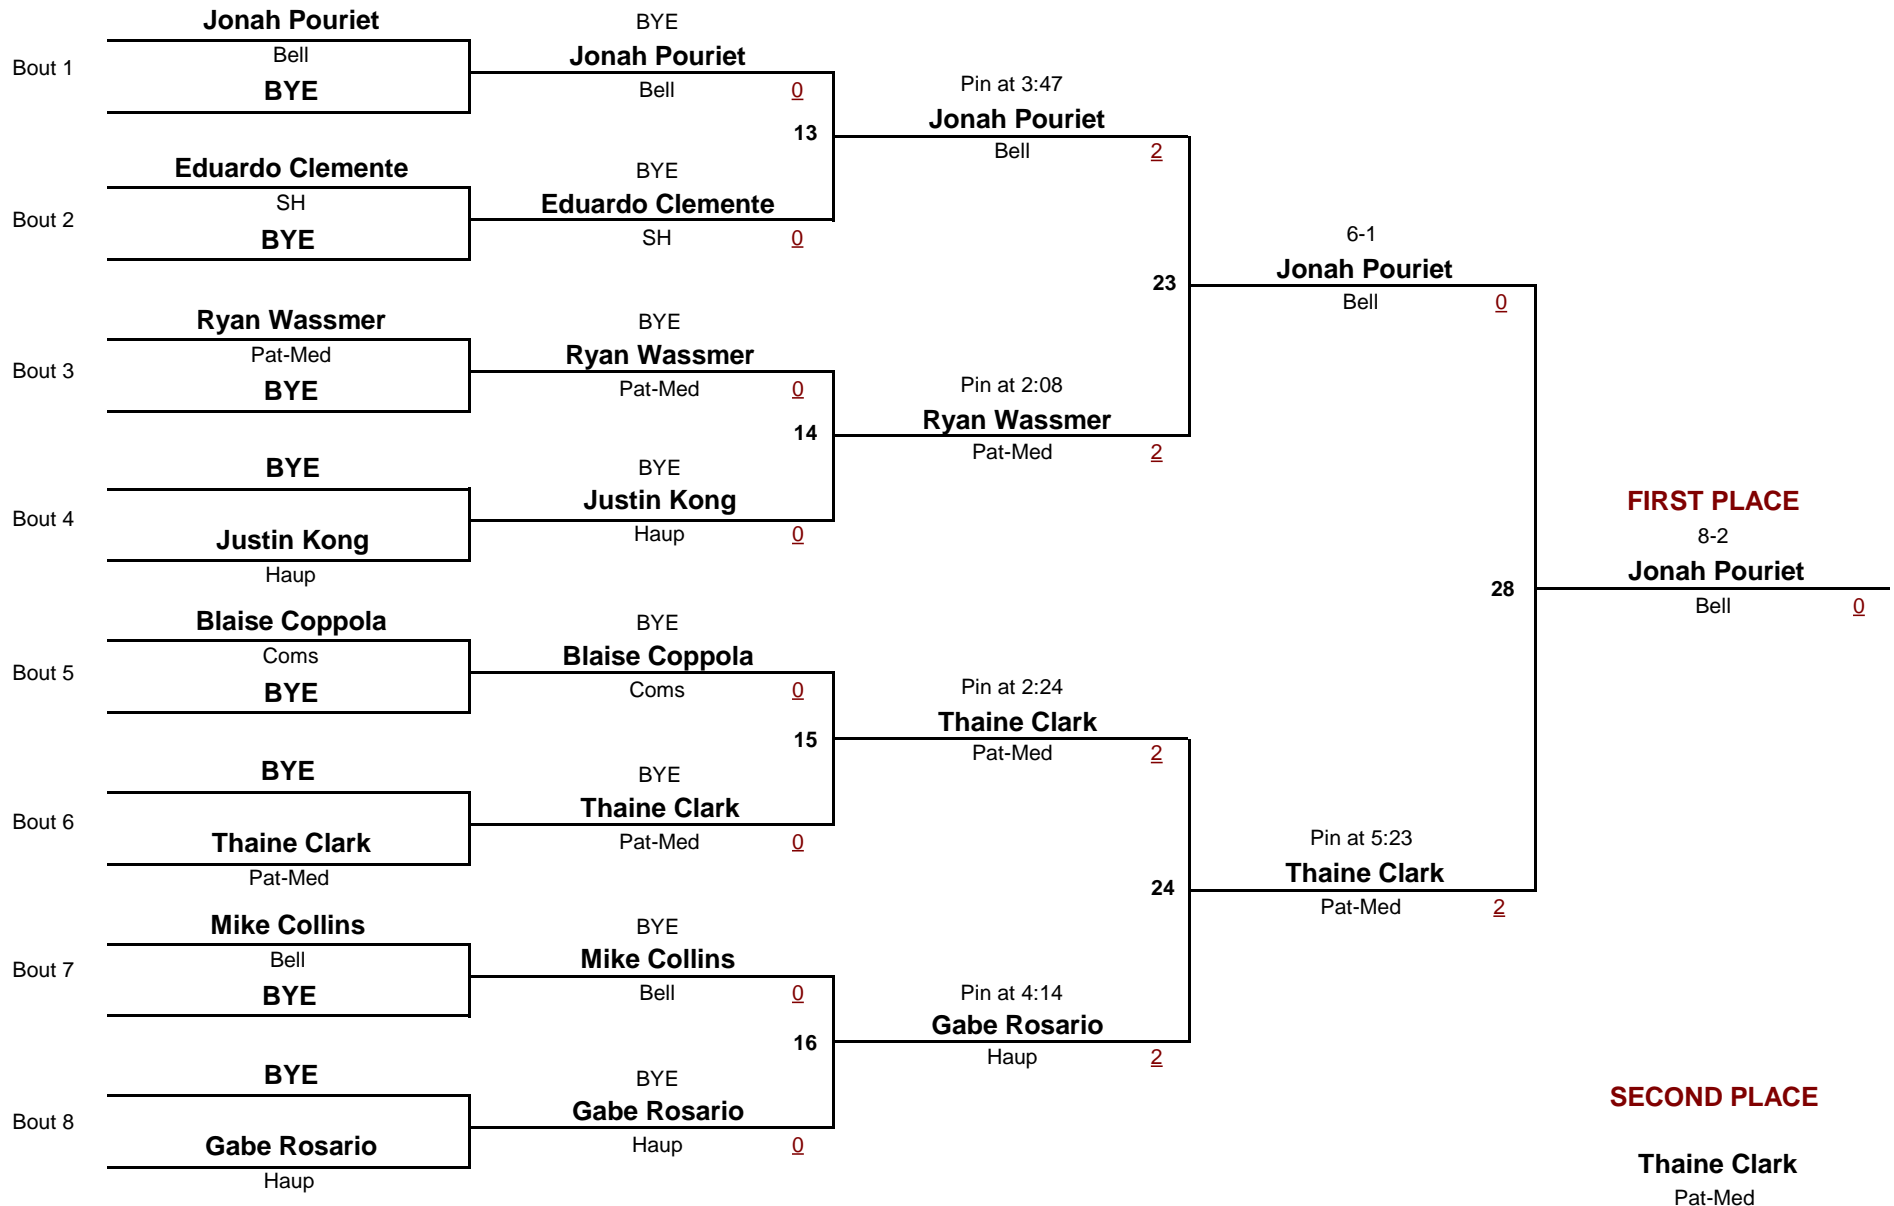 Jonah Pouriet
Bell
Bout 1
BYE
Eduardo Clemente
SH
Bout 2
BYE
Ryan Wassmer
Pat-Med
Bout 3
BYE
BYE
Bout 4
Justin Kong
Haup
Blaise Coppola
Coms
Bout 5
BYE
BYE
Bout 6
Thaine Clark
Pat-Med
Mike Collins
Bell
Bout 7
BYE
BYE
Bout 8
Gabe Rosario
Haup
BYE
Jonah Pouriet
Bell 0
13
BYE
Eduardo Clemente
SH 0
BYE
Ryan Wassmer
Pat-Med 0
14
BYE
Justin Kong
Haup 0
BYE
Blaise Coppola
Coms 0
15
BYE
Thaine Clark
Pat-Med 0
BYE
Mike Collins
Bell 0
16
BYE
Gabe Rosario
Haup 0
Pin at 3:47
Jonah Pouriet
Bell 2
23
Pin at 2:08
Ryan Wassmer
Pat-Med 2
Pin at 2:24
Thaine Clark
Pat-Med 2
24
Pin at 4:14
Gabe Rosario
Haup 2
6-1
Jonah Pouriet
Bell 0
28
Pin at 5:23
Thaine Clark
Pat-Med 2
FIRST PLACE
8-2
Jonah Pouriet
Bell 0
SECOND PLACE
Thaine Clark
Pat-Med